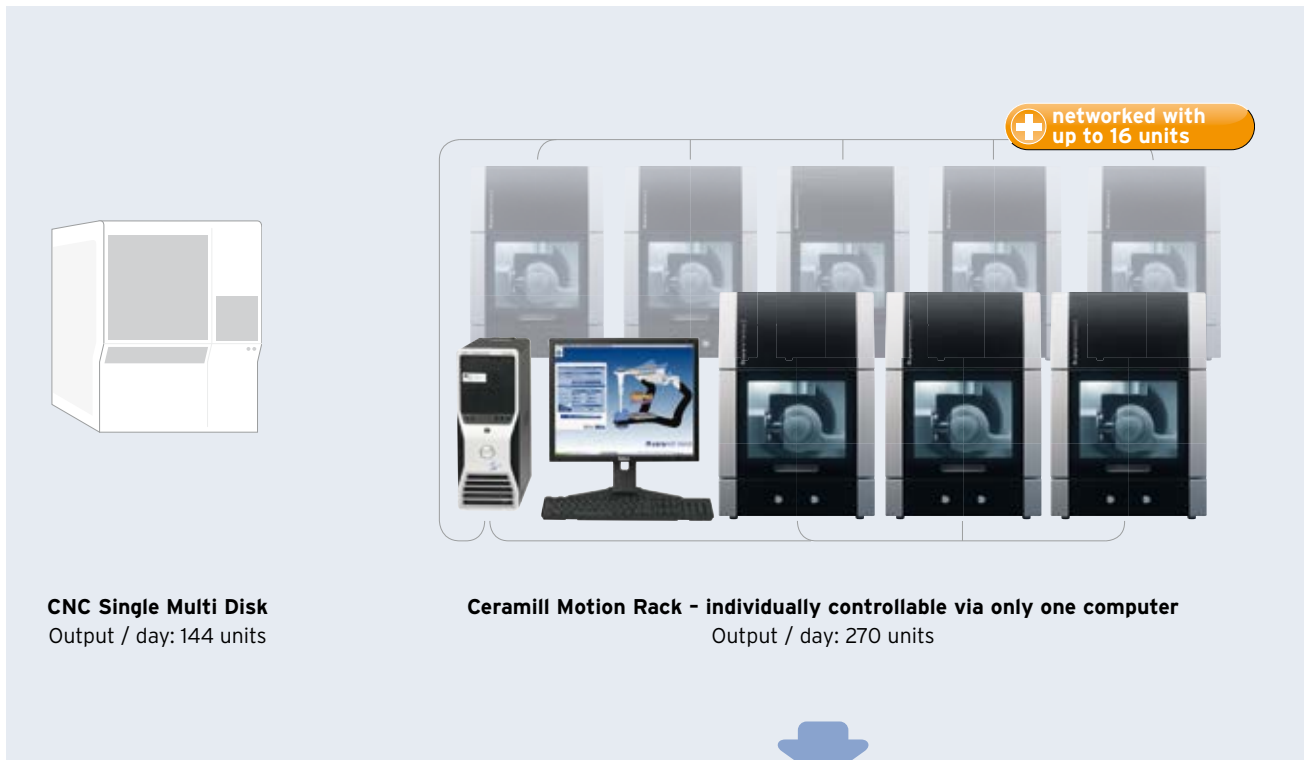 networked with
up to 16 units
CNC Single Multi Disk
Output / day: 144 units
Ceramill Motion Rack – individually controllable via only one computer
Output / day: 270 units